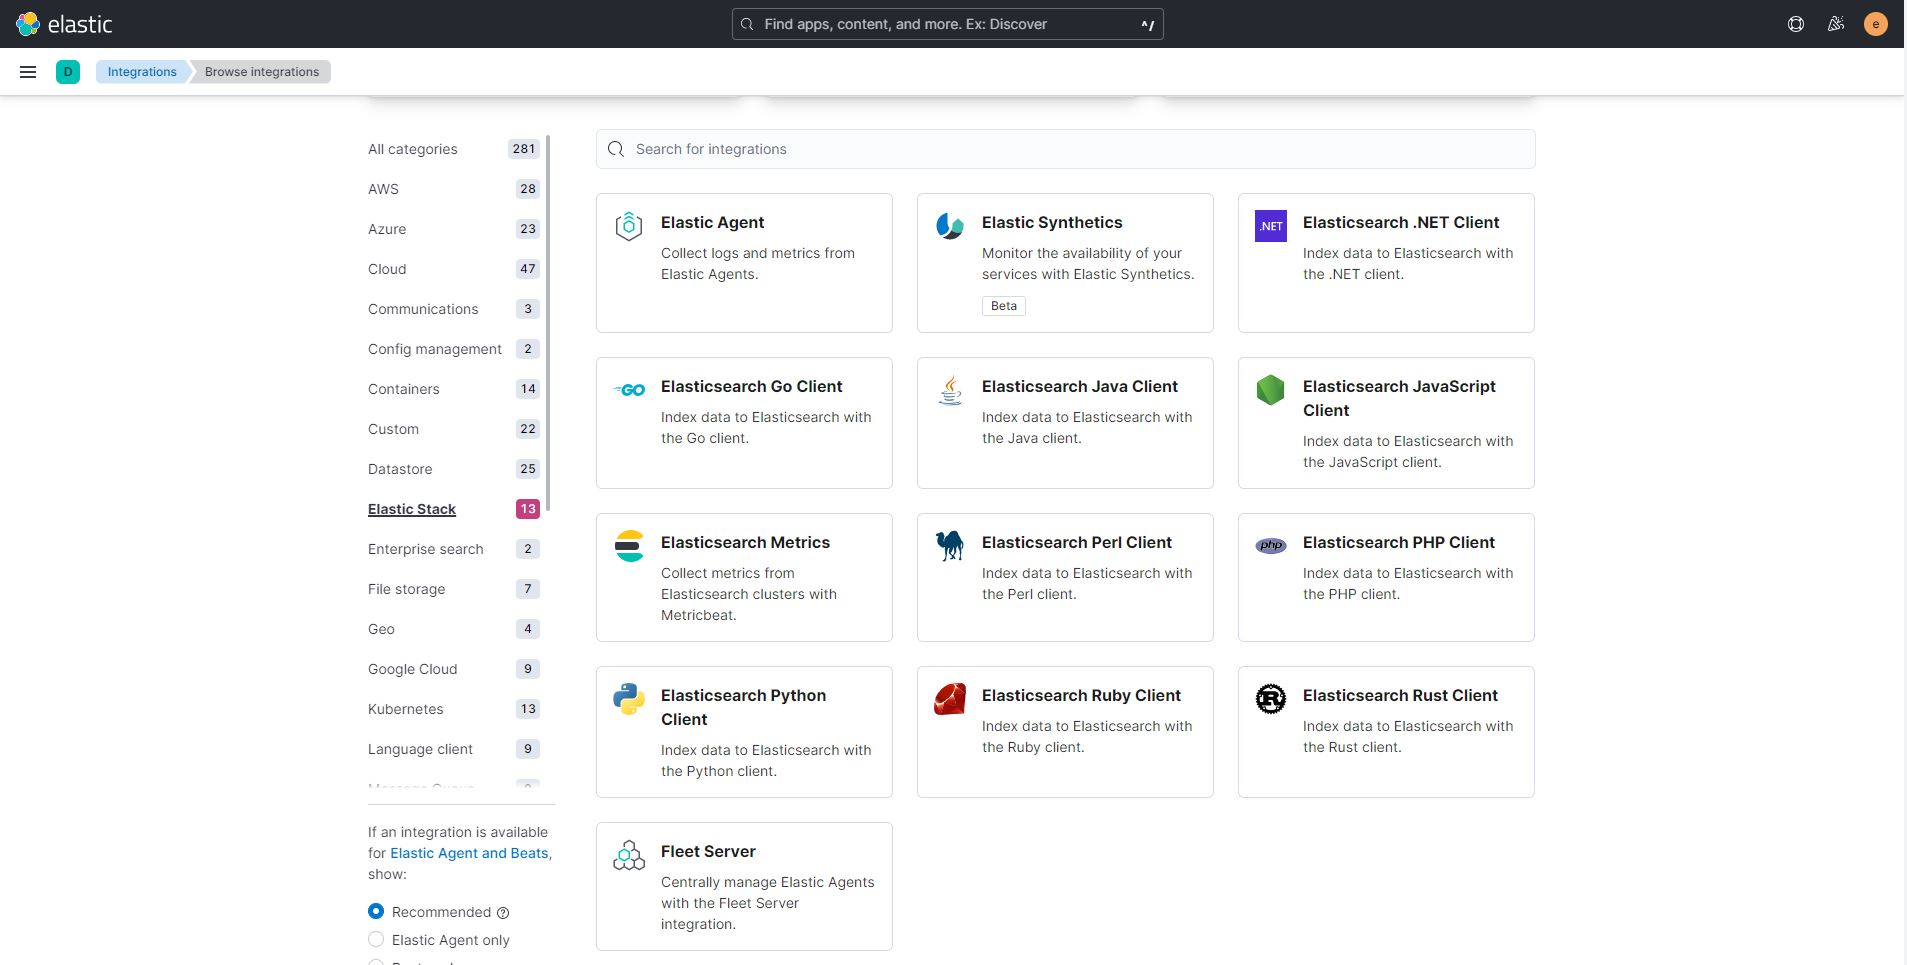 elastic
Find apps, content, and more. Ex: Discover
^/
e
D
Integrations
Browse integrations
All categories 281
AWS 28
Azure 23
Cloud 47
Communications 3
Config management 2
Containers 14
Custom 22
Datastore 25
Elastic Stack 13
Enterprise search 2
File storage 7
Geo 4
Google Cloud 9
Kubernetes 13
Language client 9
If an integration is available
for Elastic Agent and Beats,
show:
Recommended
Elastic Agent only
Search for integrations
Elastic Agent
Collect logs and metrics from
Elastic Agents.
Elastic Synthetics
Monitor the availability of your
services with Elastic Synthetics.
Beta
.NET
Elasticsearch .NET Client
Index data to Elasticsearch with
the .NET client.
GO
Elasticsearch Go Client
Index data to Elasticsearch with
the Go client.
Elasticsearch Java Client
Index data to Elasticsearch with
the Java client.
Elasticsearch JavaScript
Client
Index data to Elasticsearch with
the JavaScript client.
Elasticsearch Metrics
Collect metrics from
Elasticsearch clusters with
Metricbeat.
Elasticsearch Perl Client
Index data to Elasticsearch with
the Perl client.
php
Elasticsearch PHP Client
Index data to Elasticsearch with
the PHP client.
Elasticsearch Python
Client
Index data to Elasticsearch with
the Python client.
Elasticsearch Ruby Client
Index data to Elasticsearch with
the Ruby client.
R
Elasticsearch Rust Client
Index data to Elasticsearch with
the Rust client.
Fleet Server
Centrally manage Elastic Agents
with the Fleet Server
integration.